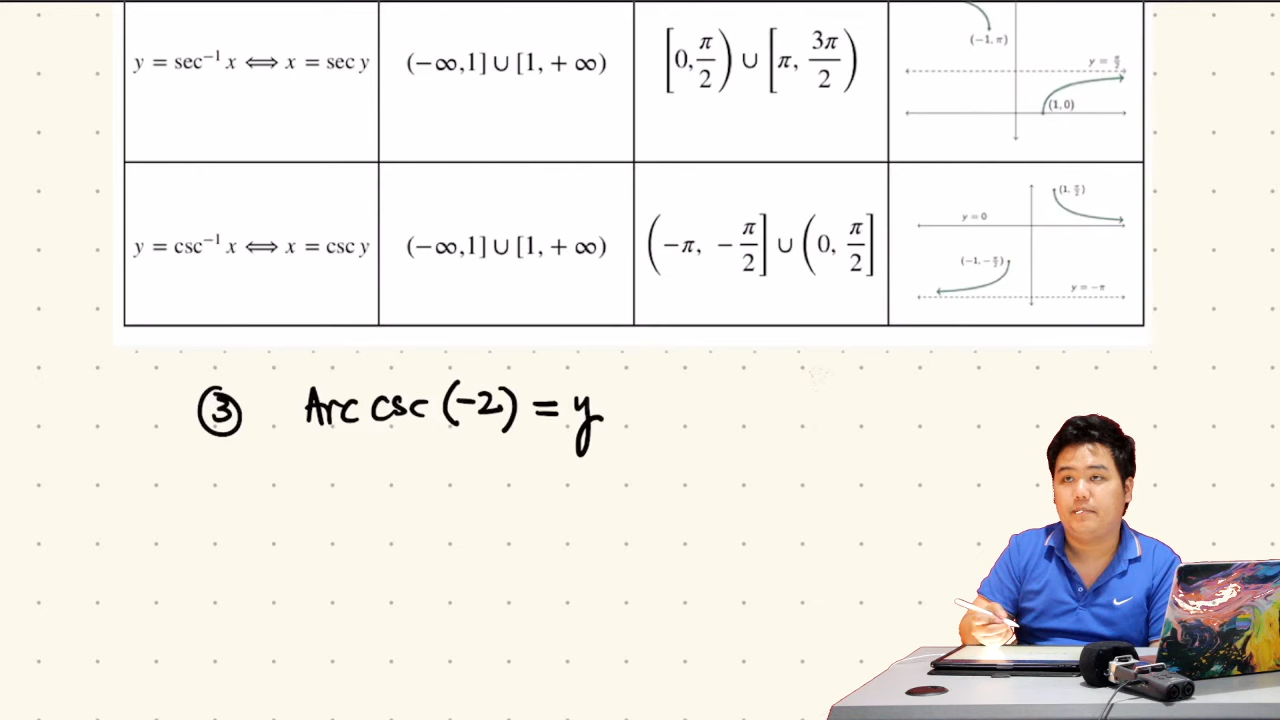 (−1, π)
y = sec⁻¹ x ⟺ x = sec y
(−∞,1] ∪ [1, + ∞)
[0, π/2) ∪ [π, 3π/2)
y = π/2
(1, 0)
y = csc⁻¹ x ⟺ x = csc y
(−∞,1] ∪ [1, + ∞)
(−π, −π/2] ∪ (0, π/2]
(1, π/2)
y = 0
(−1, −π/2)
y = −π
③ Arc csc (−2) = y